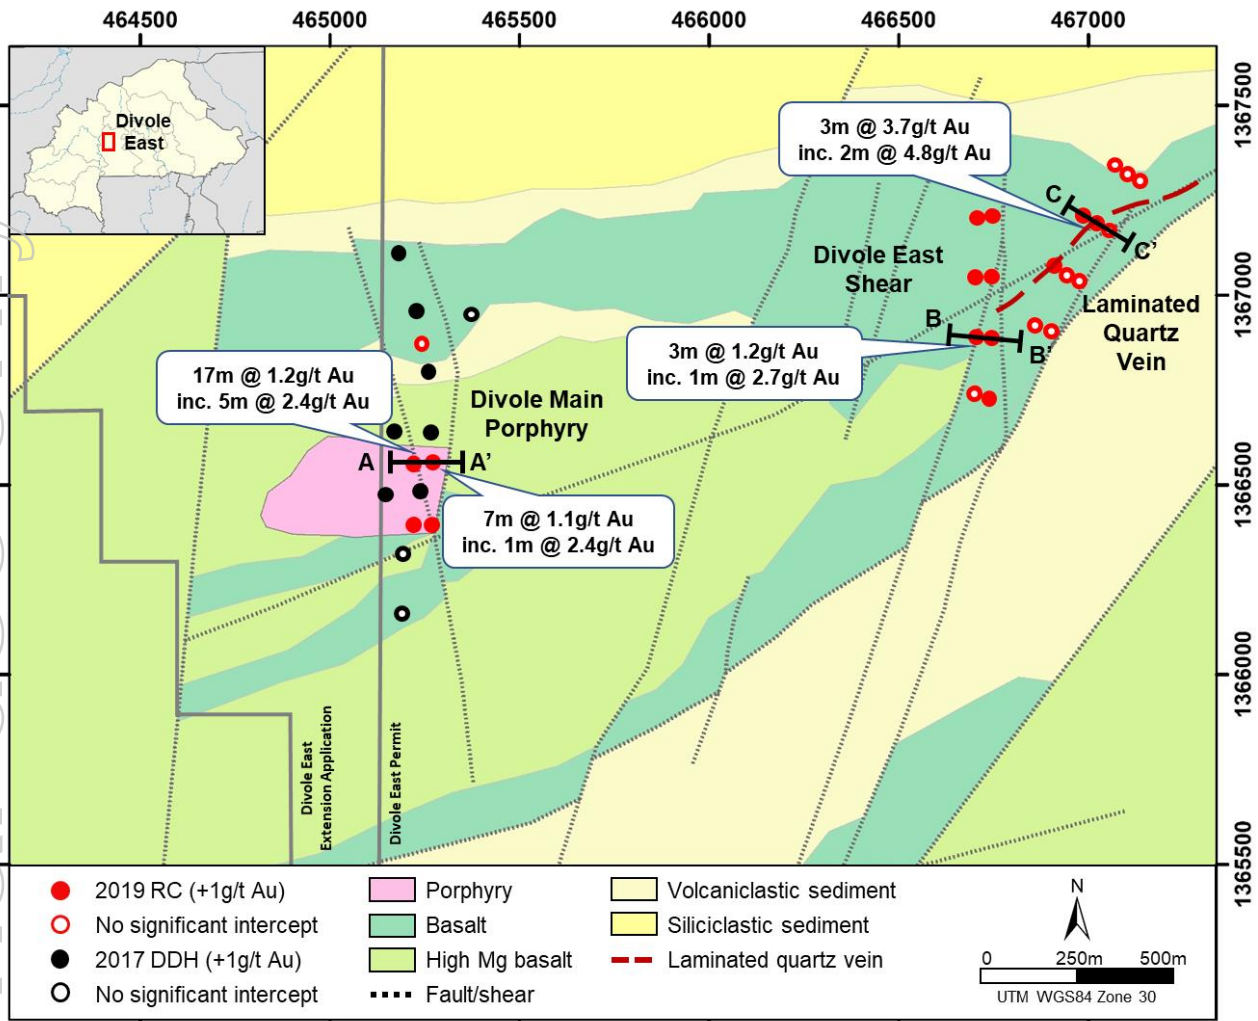 464500 465000 465500 466000 466500 467000
1367500
1367000
1366500
1366000
1365500
Divole
East
3m @ 3.7g/t Au
inc. 2m @ 4.8g/t Au
C
C'
Divole East
Shear
Laminated
Quartz
Vein
B
B'
3m @ 1.2g/t Au
inc. 1m @ 2.7g/t Au
17m @ 1.2g/t Au
inc. 5m @ 2.4g/t Au
Divole Main
Porphyry
A
A'
7m @ 1.1g/t Au
inc. 1m @ 2.4g/t Au
Divole East
Extension Application
Divole East Permit
2019 RC (+1g/t Au)
No significant intercept
2017 DDH (+1g/t Au)
No significant intercept
Porphyry
Basalt
High Mg basalt
Fault/shear
Volcaniclastic sediment
Siliciclastic sediment
Laminated quartz vein
N
0 250m 500m
UTM WGS84 Zone 30